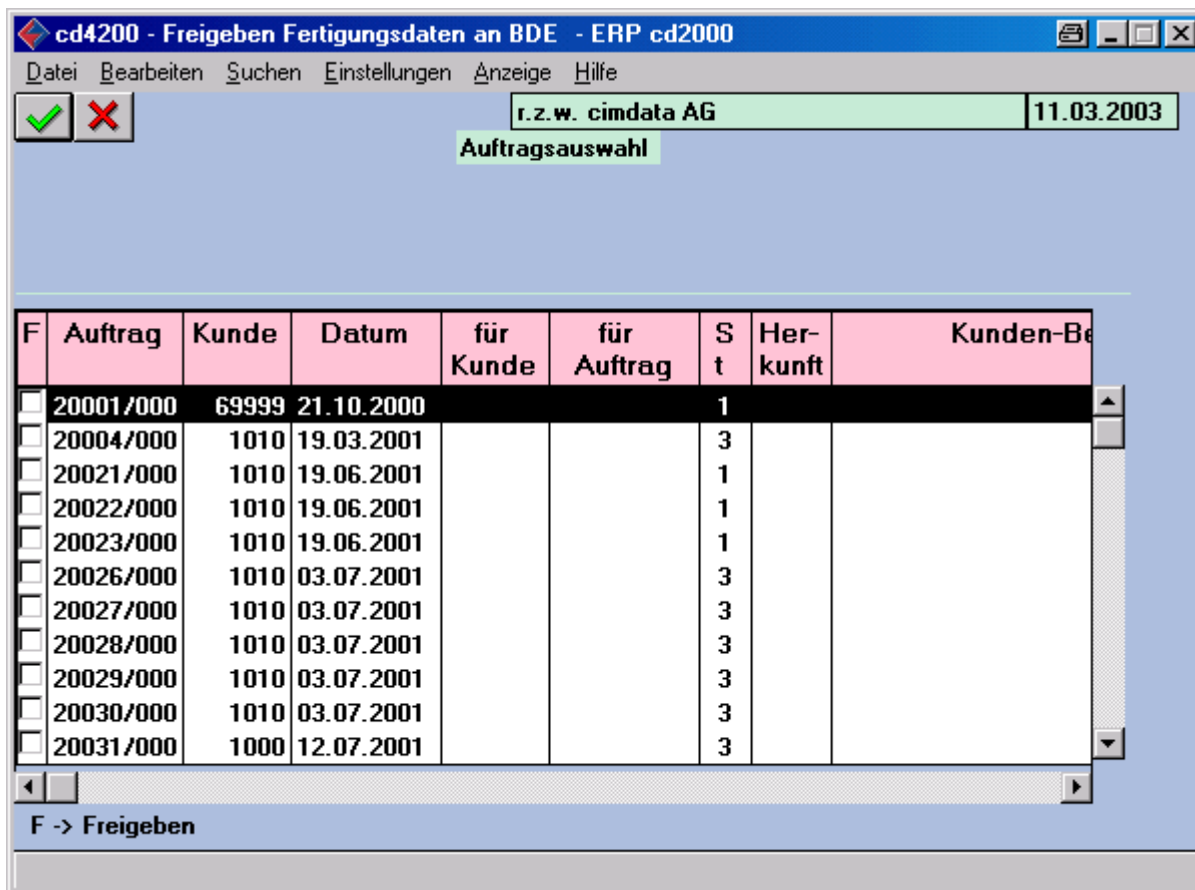 cd4200 - Freigeben Fertigungsdaten an BDE - ERP cd2000
Datei Bearbeiten Suchen Einstellungen Anzeige Hilfe
r.z.w. cimdata AG 11.03.2003
Auftragsauswahl
F Auftrag Kunde Datum für Kunde für Auftrag S t Her- kunft Kunden-Be
20001/000 69999 21.10.2000 1
20004/000 1010 19.03.2001 3
20021/000 1010 19.06.2001 1
20022/000 1010 19.06.2001 1
20023/000 1010 19.06.2001 1
20026/000 1010 03.07.2001 3
20027/000 1010 03.07.2001 3
20028/000 1010 03.07.2001 3
20029/000 1010 03.07.2001 3
20030/000 1010 03.07.2001 3
20031/000 1000 12.07.2001 3
F -> Freigeben